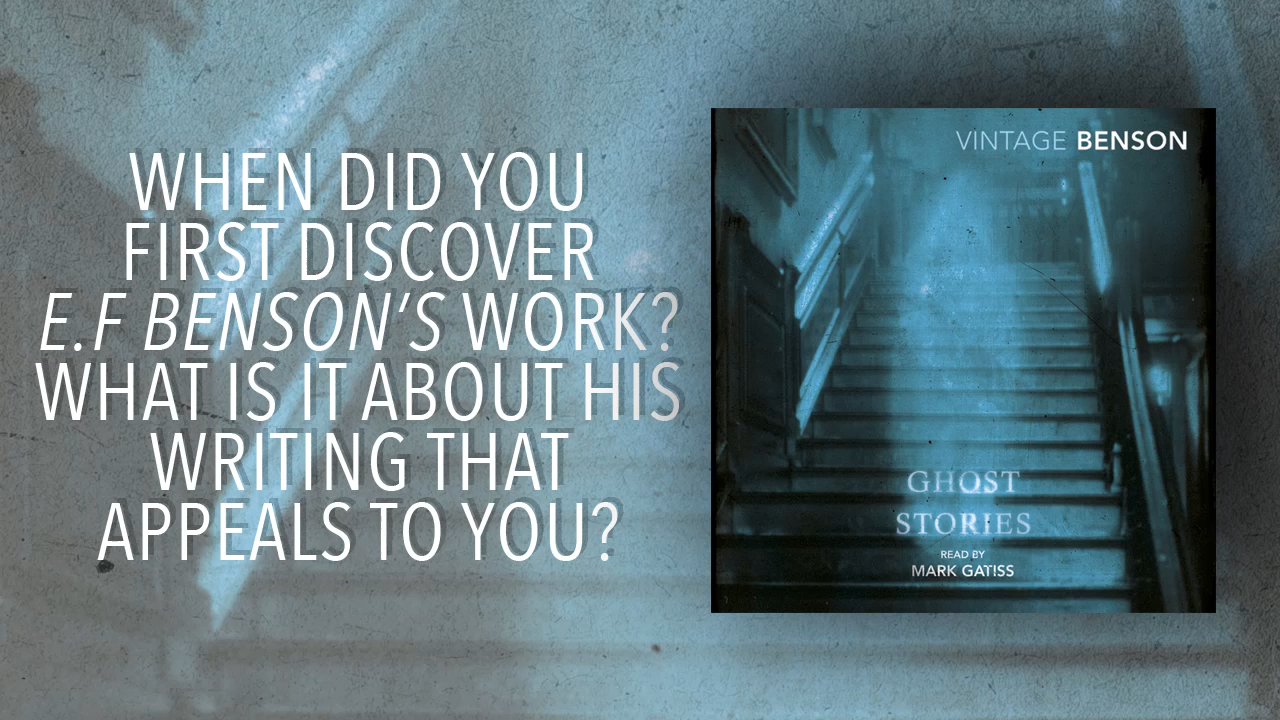 WHEN DID YOU
FIRST DISCOVER
E.F BENSON'S WORK?
WHAT IS IT ABOUT HIS
WRITING THAT
APPEALS TO YOU?
VINTAGE BENSON
GHOST
STORIES
READ BY
MARK GATISS